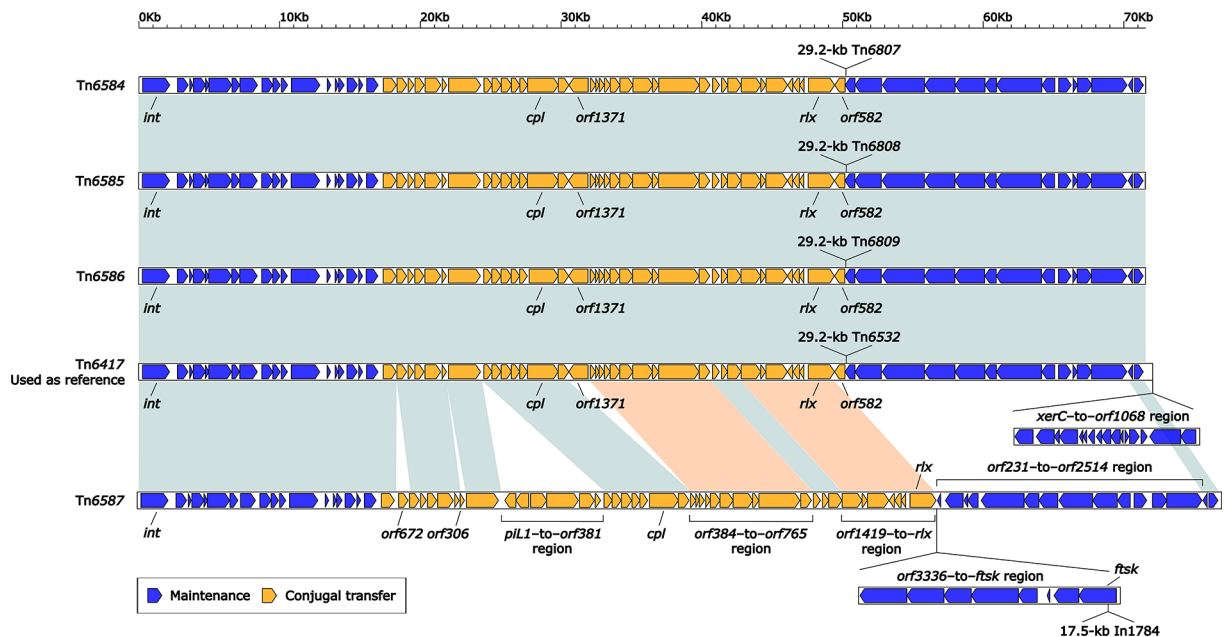 0Kb 10Kb 20Kb 30Kb 40Kb 50Kb 60Kb 70Kb
29.2-kb Tn6807
Tn6584
int cpl orf1371 rlx orf582
29.2-kb Tn6808
Tn6585
int cpl orf1371 rlx orf582
29.2-kb Tn6809
Tn6586
int cpl orf1371 rlx orf582
29.2-kb Tn6532
Tn6417
Used as reference
int cpl orf1371 rlx orf582
xerC–to–orf1068 region
rlx orf231–to–orf2514 region
Tn6587
int orf672 orf306 piL1–to–orf381 cpl orf384–to–orf765 orf1419–to–rlx
region region region
orf3336–to–ftsk region ftsk
Maintenance Conjugal transfer
17.5-kb In1784